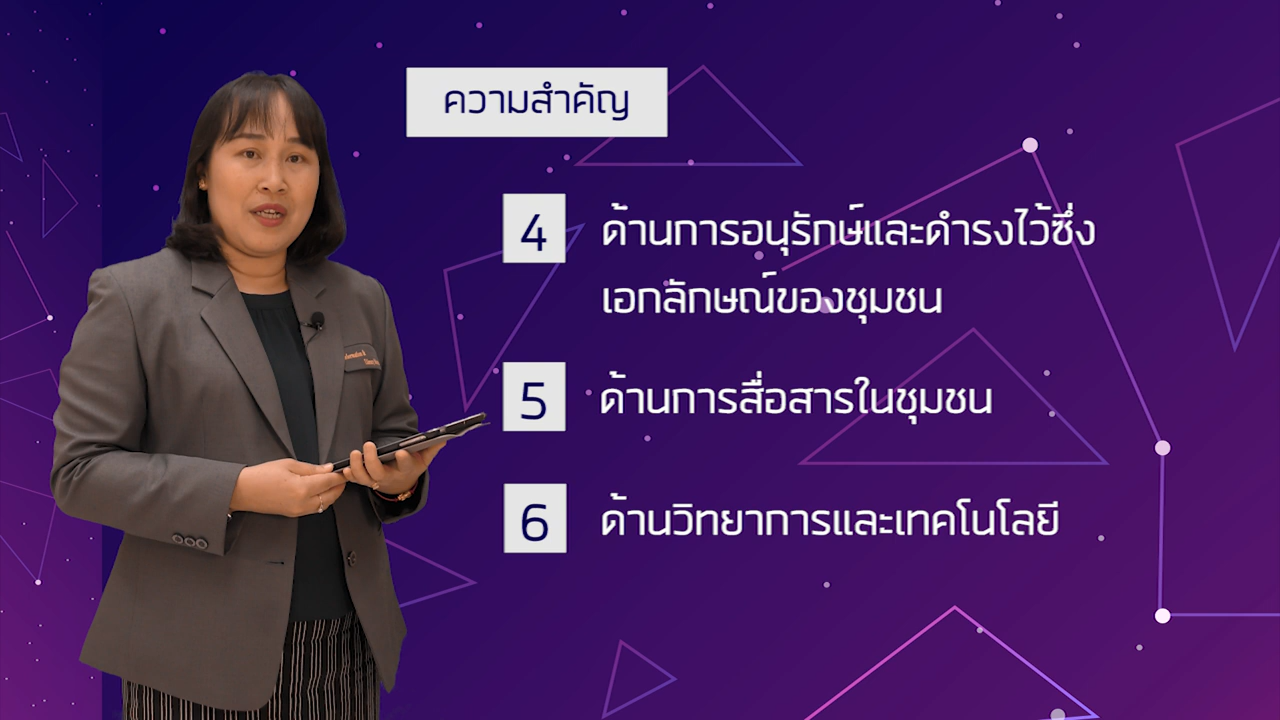 ความสำคัญ
4 ด้านการอนุรักษ์และดำรงไว้ซึ่ง
เอกลักษณ์ของชุมชน
5 ด้านการสื่อสารในชุมชน
6 ด้านวิทยาการและเทคโนโลยี